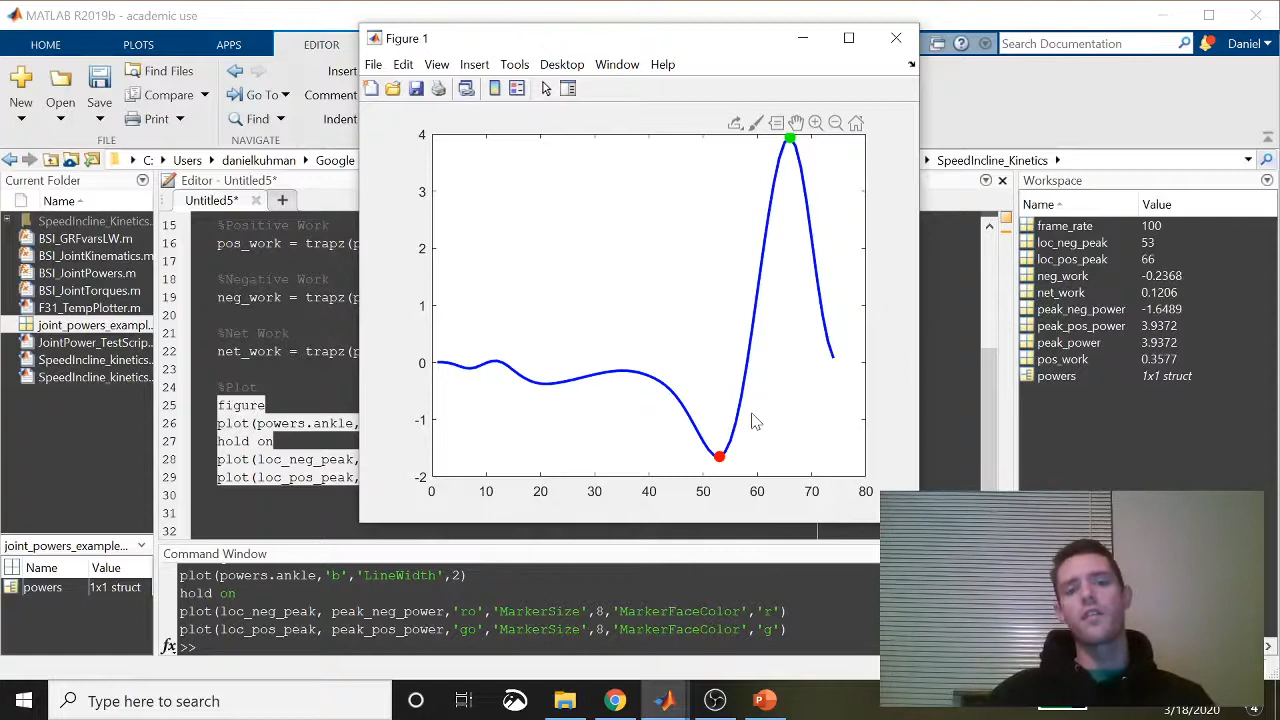 MATLAB R2019b - academic use
HOME PLOTS APPS EDITOR
Search Documentation
Daniel
New Open Save
Find Files
Compare
Print
FILE
Go To
Find
NAVIGATE
Insert
Comment
Indent
C: Users danielkuhman Google
SpeedIncline_Kinetics
Current Folder
Name
SpeedIncline_Kinetics.
BSI_GRFvarsLW.m
BSI_JointKinematics.m
BSI_JointPowers.m
BSI_JointTorques.m
F31_TempPlotter.m
joint_powers_exampl...
JointPower_TestScrip...
SpeedIncline_kinetics
SpeedIncline_kinetics
joint_powers_example...
Name Value
powers 1x1 struct
Editor - Untitled5*
Untitled5*
15 %Positive Work
16 pos_work = trapz(p
17
18 %Negative Work
19 neg_work = trapz(p
20
21 %Net Work
22 net_work = trapz(p
23
24 %Plot
25 figure
26 plot(powers.ankle,
27 hold on
28 plot(loc_neg_peak,
29 plot(loc_pos_peak,
30
31
32
Figure 1
File Edit View Insert Tools Desktop Window Help
4
3
2
1
0
-1
-2
0 10 20 30 40 50 60 70 80
Command Window
plot(powers.ankle,'b','LineWidth',2)
hold on
plot(loc_neg_peak, peak_neg_power,'ro','MarkerSize',8,'MarkerFaceColor','r')
plot(loc_pos_peak, peak_pos_power,'go','MarkerSize',8,'MarkerFaceColor','g')
fx >>
Workspace
Name Value
frame_rate 100
loc_neg_peak 53
loc_pos_peak 66
neg_work -0.2368
net_work 0.1206
peak_neg_power -1.6489
peak_pos_power 3.9372
peak_power 3.9372
pos_work 0.3577
powers 1x1 struct
Type here to search
3/18/2020